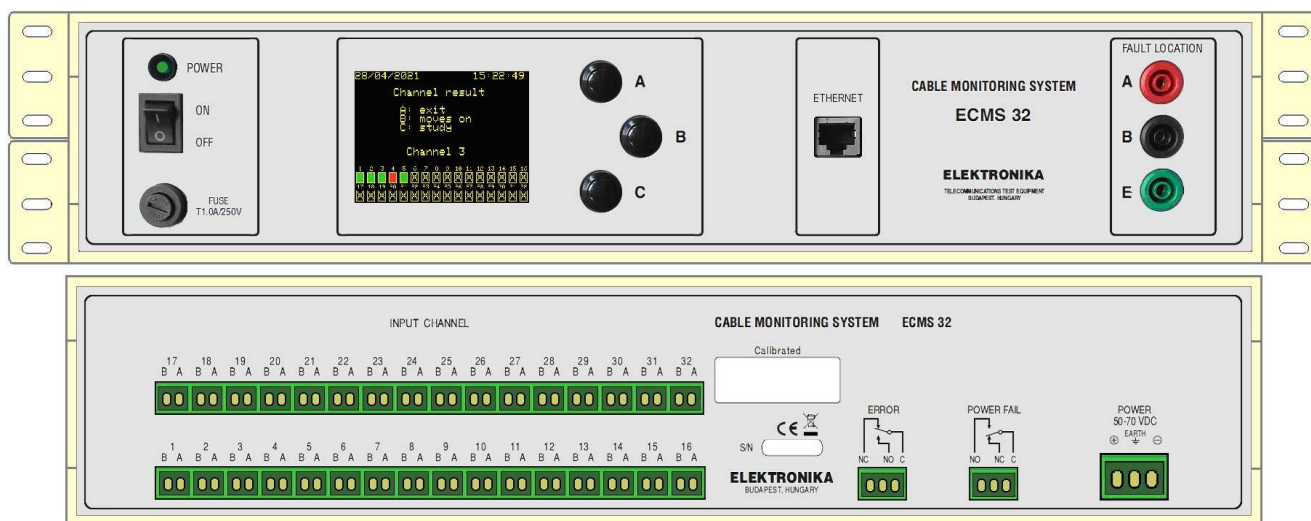 POWER
ON
OFF
FUSE
T1.0A/250V
28/04/2021 15:22:49
Channel result
A: exit
B: moves on
C: study
Channel 3
1 2 3 4 5 6 7 8 9 10 11 12 13 14 15 16
A
B
C
ETHERNET
CABLE MONITORING SYSTEM
ECMS 32
ELEKTRONIKA
TELECOMMUNICATIONS TEST EQUIPMENT
BUDAPEST, HUNGARY
FAULT LOCATION
A
B
E
INPUT CHANNEL
17 18 19 20 21 22 23 24 25 26 27 28 29 30 31 32
B A B A B A B A B A B A B A B A B A B A B A B A B A B A B A B A
1 2 3 4 5 6 7 8 9 10 11 12 13 14 15 16
B A B A B A B A B A B A B A B A B A B A B A B A B A B A B A B A
CABLE MONITORING SYSTEM ECMS 32
Calibrated
CE
S/N
ELEKTRONIKA
BUDAPEST, HUNGARY
ERROR
NC NO C
POWER FAIL
NO NC C
POWER
50-70 VDC
EARTH